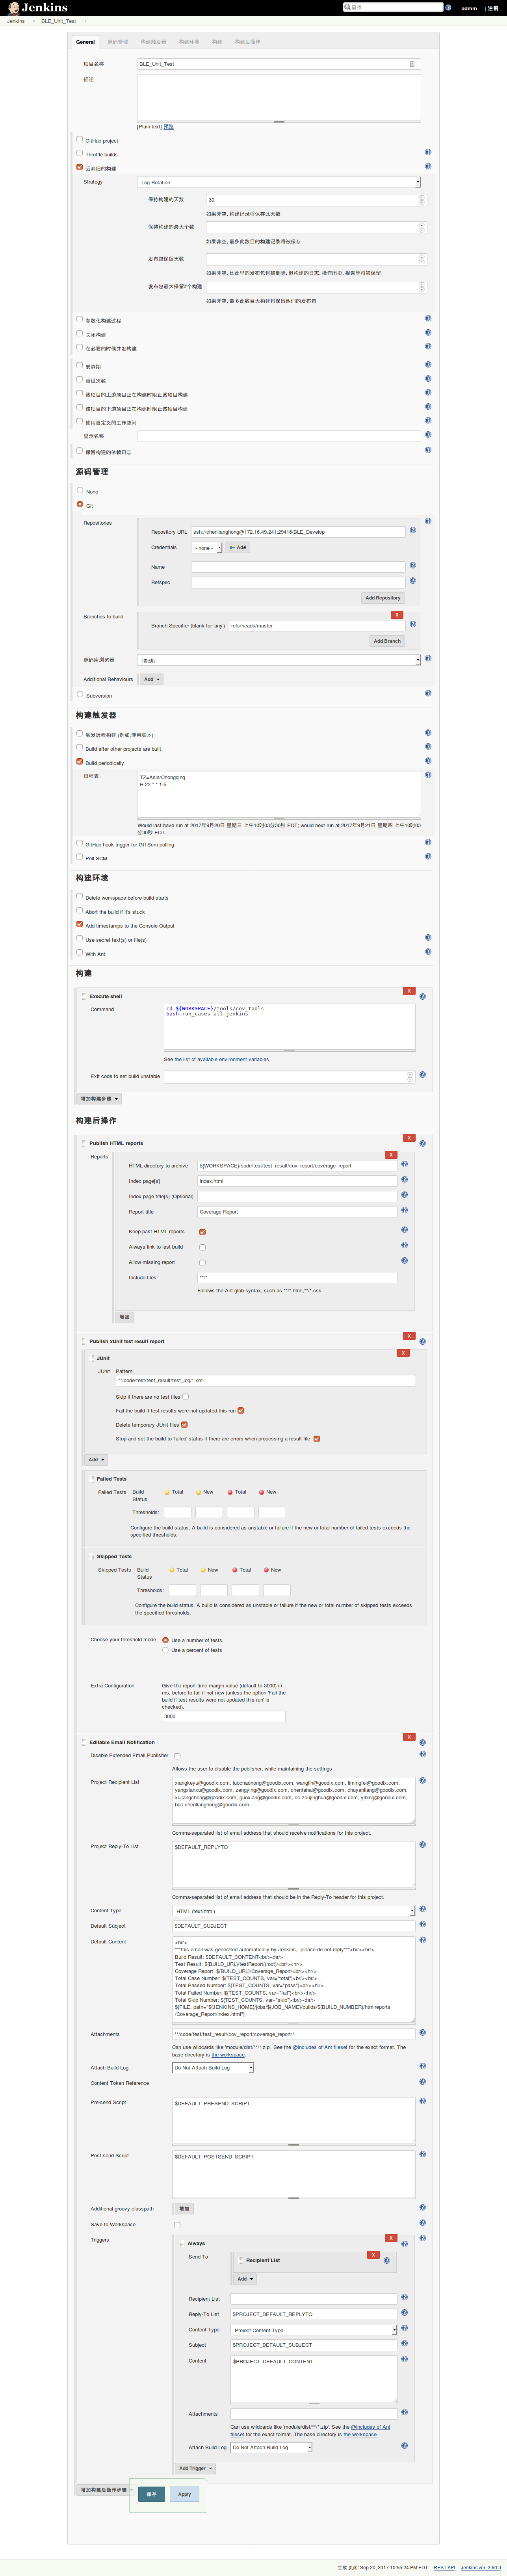 Jenkins
查找
admin
| 注销
Jenkins
BLE_Unit_Test
General
源码管理
构建触发器
构建环境
构建
构建后操作
项目名称
BLE_Unit_Test
描述
[Plain text] 预览
GitHub project
Throttle builds
丢弃旧的构建
Strategy
Log Rotation
保持构建的天数
30
如果非空，构建记录将保存此天数
保持构建的最大个数
如果非空，最多此数目的构建将被保存
发布包保留天数
如果非空，比此早的发布包将被删除，但构建的日志，操作历史，报告等将被保留
发布包最大保留#个构建
如果非空，最多此数目大构建将保留他们的发布包
参数化构建过程
关闭构建
在必要的时候并发构建
安静期
重试次数
该项目的上游项目正在构建时阻止该项目构建
该项目的下游项目正在构建时阻止该项目构建
使用自定义的工作空间
显示名称
保留构建的依赖日志
源码管理
None
Git
Repositories
Repository URL
ssh://chenlianghong@172.16.49.241:29418/BLE_Develop
Credentials
- none -
Add
Name
Refspec
Add Repository
Branches to build
X
Branch Specifier (blank for 'any')
refs/heads/master
Add Branch
源码库浏览器
(自动)
Additional Behaviours
Add
Subversion
构建触发器
触发远程构建 (例如,使用脚本)
Build after other projects are built
Build periodically
日程表
TZ=Asia/Chongqing
H 22 * * 1-5
Would last have run at 2017年9月20日 星期三 上午10时03分30秒 EDT; would next run at 2017年9月21日 星期四 上午10时03
分30秒 EDT.
GitHub hook trigger for GITScm polling
Poll SCM
构建环境
Delete workspace before build starts
Abort the build if it's stuck
Add timestamps to the Console Output
Use secret text(s) or file(s)
With Ant
构建
X
Execute shell
Command
cd ${WORKSPACE}/tools/cov_tools
bash run_cases all jenkins
See the list of available environment variables
Exit code to set build unstable
增加构建步骤
构建后操作
X
Publish HTML reports
Reports
X
HTML directory to archive
${WORKSPACE}/code/test/test_result/cov_report/coverage_report
Index page[s]
index.html
Index page title[s] (Optional)
Report title
Coverage Report
Keep past HTML reports
Always link to last build
Allow missing report
Include files
**/*
Follows the Ant glob syntax, such as **/*.html,**/*.css
增加
X
Publish xUnit test result report
X
JUnit
JUnit
Pattern
**/code/test/test_result/test_log/*.xml
Skip if there are no test files
Fail the build if test results were not updated this run
Delete temporary JUnit files
Stop and set the build to 'failed' status if there are errors when processing a result file
Add
Failed Tests
Failed Tests
Build
Status
Total
New
Total
New
Thresholds:
Configure the build status. A build is considered as unstable or failure if the new or total number of failed tests exceeds the
specified thresholds.
Skipped Tests
Skipped Tests
Build
Status
Total
New
Total
New
Thresholds:
Configure the build status. A build is considered as unstable or failure if the new or total number of skipped tests exceeds
the specified thresholds.
Choose your threshold mode
Use a number of tests
Use a percent of tests
Extra Configuration
Give the report time margin value (default to 3000) in
ms, before to fail if not new (unless the option 'Fail the
build if test results were not updated this run' is
checked).
3000
X
Editable Email Notification
Disable Extended Email Publisher
Allows the user to disable the publisher, while maintaining the settings
Project Recipient List
xiangkeyu@goodix.com, luochaohong@goodix.com, wanglin@goodix.com, limingfei@goodix.com,
yangxianxu@goodix.com, zengying@goodix.com, chenfahai@goodix.com, chuyanliang@goodix.com,
xujiangcheng@goodix.com, guoxiang@goodix.com, cc:zoujinghua@goodix.com, yibing@goodix.com,
bcc:chenlianghong@goodix.com
Comma-separated list of email address that should receive notifications for this project.
Project Reply-To List
$DEFAULT_REPLYTO
Comma-separated list of email address that should be in the Reply-To header for this project.
Content Type
HTML (text/html)
Default Subject
$DEFAULT_SUBJECT
Default Content
<hr/>
***this email was generated automatically by Jenkins, please do not reply***<br/><hr/>
Build Result: $DEFAULT_CONTENT<br/><hr/>
Test Result: ${BUILD_URL}/testReport/(root)/<br/><hr/>
Coverage Report: ${BUILD_URL}/Coverage_Report/<br/><hr/>
Total Case Number: ${TEST_COUNTS, var="total"}<br/><hr/>
Total Passed Number: ${TEST_COUNTS, var="pass"}<br/><hr/>
Total Failed Number: ${TEST_COUNTS, var="fail"}<br/><hr/>
Total Skip Number: ${TEST_COUNTS, var="skip"}<br/><hr/>
${FILE, path="${JENKINS_HOME}/jobs/${JOB_NAME}/builds/${BUILD_NUMBER}/htmlreports
/Coverage_Report/index.html"}
Attachments
**/code/test/test_result/cov_report/coverage_report/*
Can use wildcards like 'module/dist/**/*.zip'. See the @includes of Ant fileset for the exact format. The
base directory is the workspace.
Attach Build Log
Do Not Attach Build Log
Content Token Reference
Pre-send Script
$DEFAULT_PRESEND_SCRIPT
Post-send Script
$DEFAULT_POSTSEND_SCRIPT
Additional groovy classpath
增加
Save to Workspace
Triggers
X
Always
Send To
X
Recipient List
Add
Recipient List
Reply-To List
$PROJECT_DEFAULT_REPLYTO
Content Type
Project Content Type
Subject
$PROJECT_DEFAULT_SUBJECT
Content
$PROJECT_DEFAULT_CONTENT
Attachments
Can use wildcards like 'module/dist/**/*.zip'. See the @includes of Ant
fileset for the exact format. The base directory is the workspace.
Attach Build Log
Do Not Attach Build Log
Add Trigger
增加构建后操作步骤
保存
Apply
生成 页面: Sep 20, 2017 10:55:24 PM EDT
REST API
Jenkins ver. 2.60.3